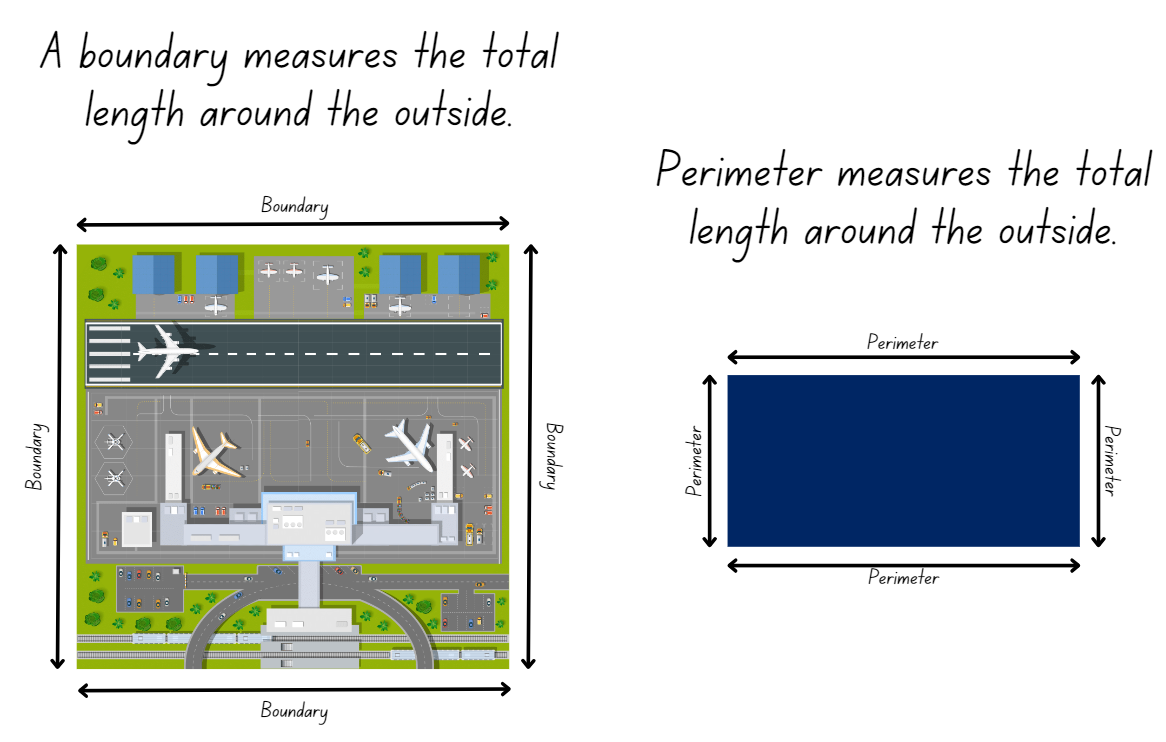 A boundary measures the total
length around the outside.
Boundary
Boundary
Boundary
Boundary
Perimeter measures the total
length around the outside.
Perimeter
Perimeter
Perimeter
Perimeter